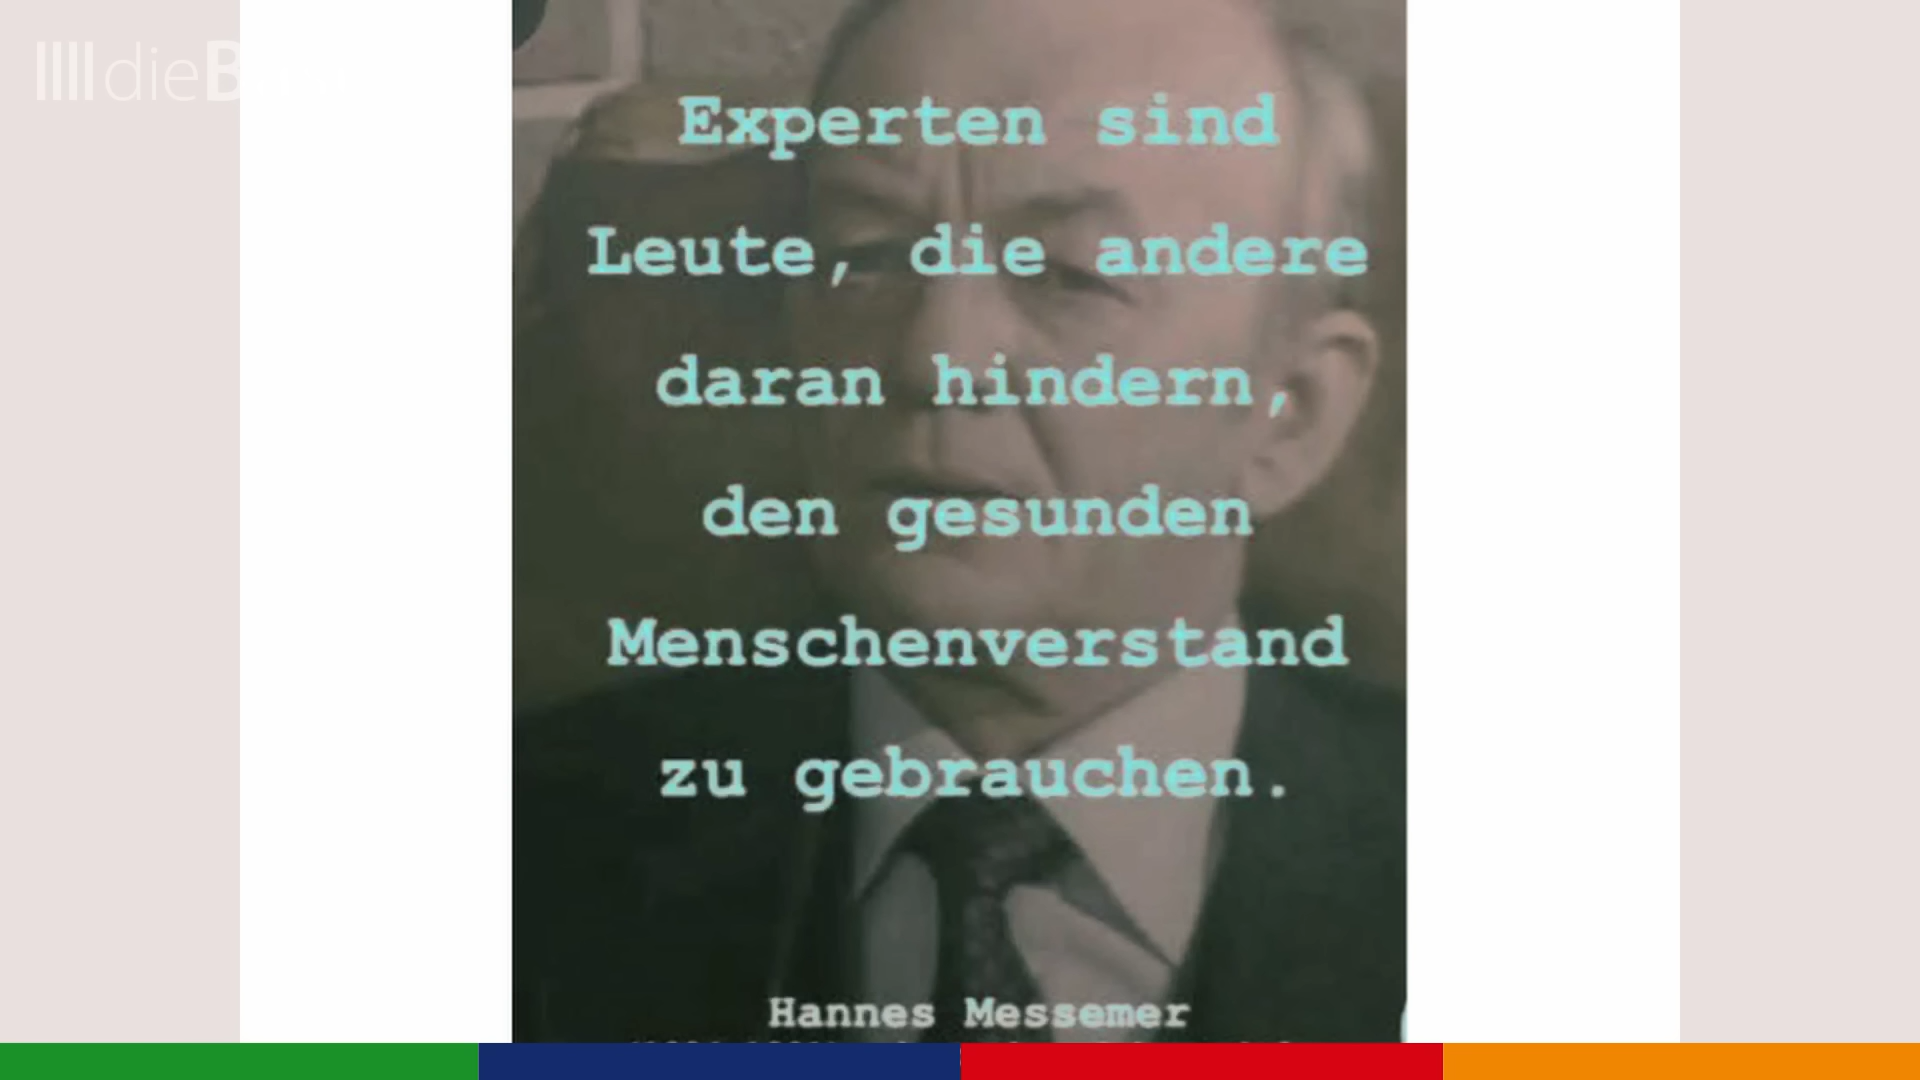 dieB
Experten sind
Leute, die andere
daran hindern,
den gesunden
Menschenverstand
zu gebrauchen.
Hannes Messemer